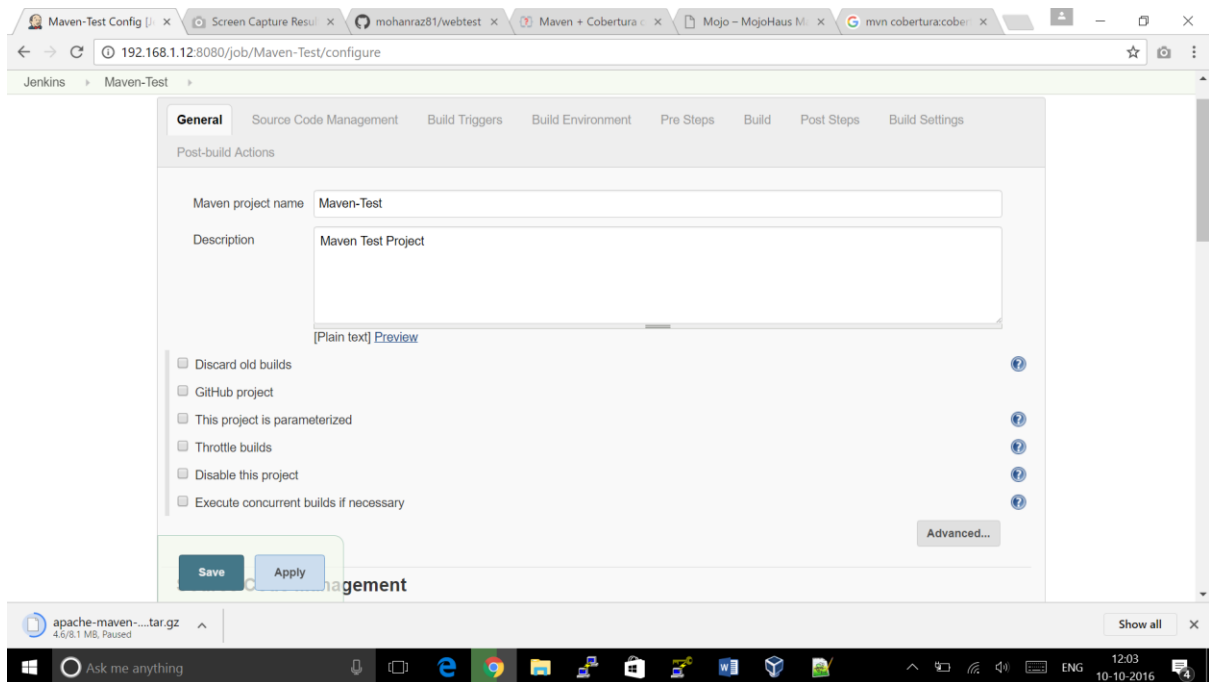 Maven-Test Config [J
Screen Capture Resul
mohanraz81/webtest
Maven + Cobertura c
Mojo – MojoHaus M
mvn cobertura:cober
192.168.1.12:8080/job/Maven-Test/configure
Jenkins Maven-Test
General Source Code Management Build Triggers Build Environment Pre Steps Build Post Steps Build Settings
Post-build Actions
Maven project name Maven-Test
Description Maven Test Project
[Plain text] Preview
Discard old builds
GitHub project
This project is parameterized
Throttle builds
Disable this project
Execute concurrent builds if necessary
Advanced...
Save Apply
agement
apache-maven-....tar.gz
4.6/8.1 MB, Paused
Show all
Ask me anything
ENG
12:03
10-10-2016
4